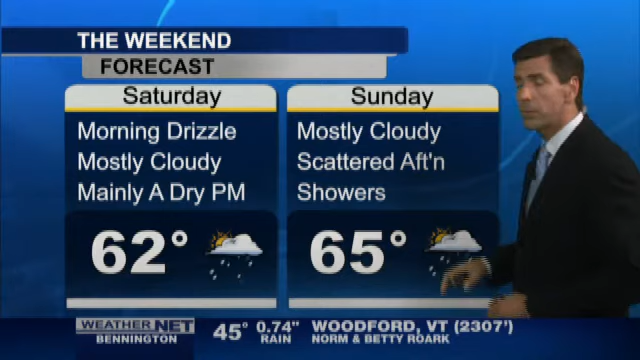 THE WEEKEND
FORECAST
Saturday
Morning Drizzle
Mostly Cloudy
Mainly A Dry PM
62°
Sunday
Mostly Cloudy
Scattered Aft'n
Showers
65°
WEATHER NET
BENNINGTON
45° 0.74" RAIN
WOODFORD, VT (2307')
NORM & BETTY ROARK